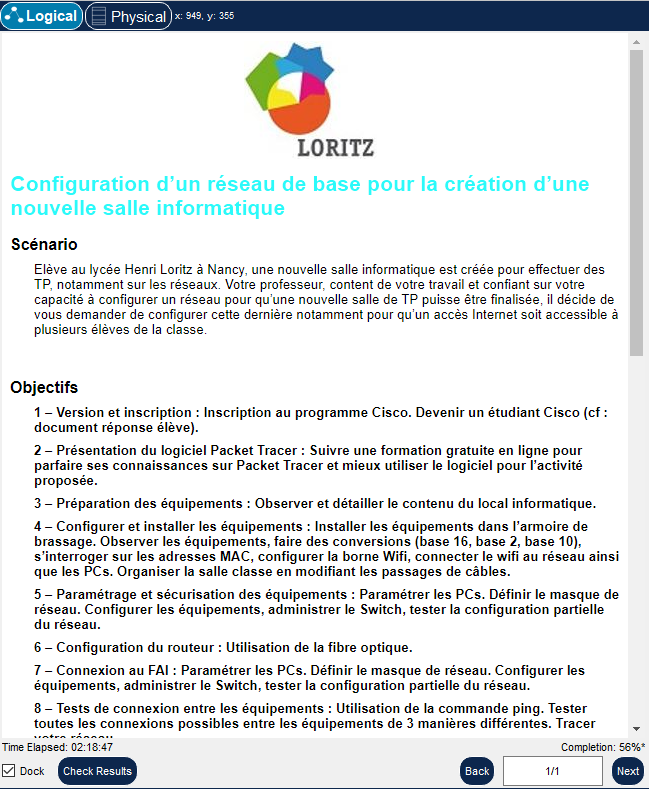 Logical Physical x: 949, y: 355
LORITZ
Configuration d’un réseau de base pour la création d’une
nouvelle salle informatique
Scénario
Elève au lycée Henri Loritz à Nancy, une nouvelle salle informatique est créée pour effectuer des
TP, notamment sur les réseaux. Votre professeur, content de votre travail et confiant sur votre
capacité à configurer un réseau pour qu’une nouvelle salle de TP puisse être finalisée, il décide de
vous demander de configurer cette dernière notamment pour qu’un accès Internet soit accessible à
plusieurs élèves de la classe.
Objectifs
1 – Version et inscription : Inscription au programme Cisco. Devenir un étudiant Cisco (cf :
document réponse élève).
2 – Présentation du logiciel Packet Tracer : Suivre une formation gratuite en ligne pour
parfaire ses connaissances sur Packet Tracer et mieux utiliser le logiciel pour l’activité
proposée.
3 – Préparation des équipements : Observer et détailler le contenu du local informatique.
4 – Configurer et installer les équipements : Installer les équipements dans l’armoire de
brassage. Observer les équipements, faire des conversions (base 16, base 2, base 10),
s’interroger sur les adresses MAC, configurer la borne Wifi, connecter le wifi au réseau ainsi
que les PCs. Organiser la salle classe en modifiant les passages de câbles.
5 – Paramétrage et sécurisation des équipements : Paramétrer les PCs. Définir le masque de
réseau. Configurer les équipements, administrer le Switch, tester la configuration partielle
du réseau.
6 – Configuration du routeur : Utilisation de la fibre optique.
7 – Connexion au FAI : Paramétrer les PCs. Définir le masque de réseau. Configurer les
équipements, administrer le Switch, tester la configuration partielle du réseau.
8 – Tests de connexion entre les équipements : Utilisation de la commande ping. Tester
toutes les connexions possibles entre les équipements de 3 manières différentes. Tracer
votre réseau
Time Elapsed: 02:18:47 Completion: 56%*
Dock Check Results Back 1/1 Next